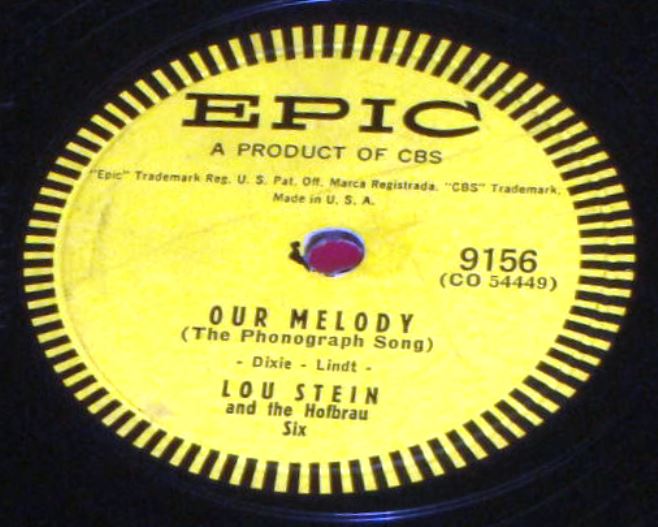 EPIC
A PRODUCT OF CBS
"Epic" Trademark Reg. U. S. Pat. Off. Marca Registrada. "CBS" Trademark.
Made in U. S. A.
9156
(CO 54449)
OUR MELODY
(The Phonograph Song)
- Dixie - Lindt -
LOU STEIN
and the Hofbrau
Six